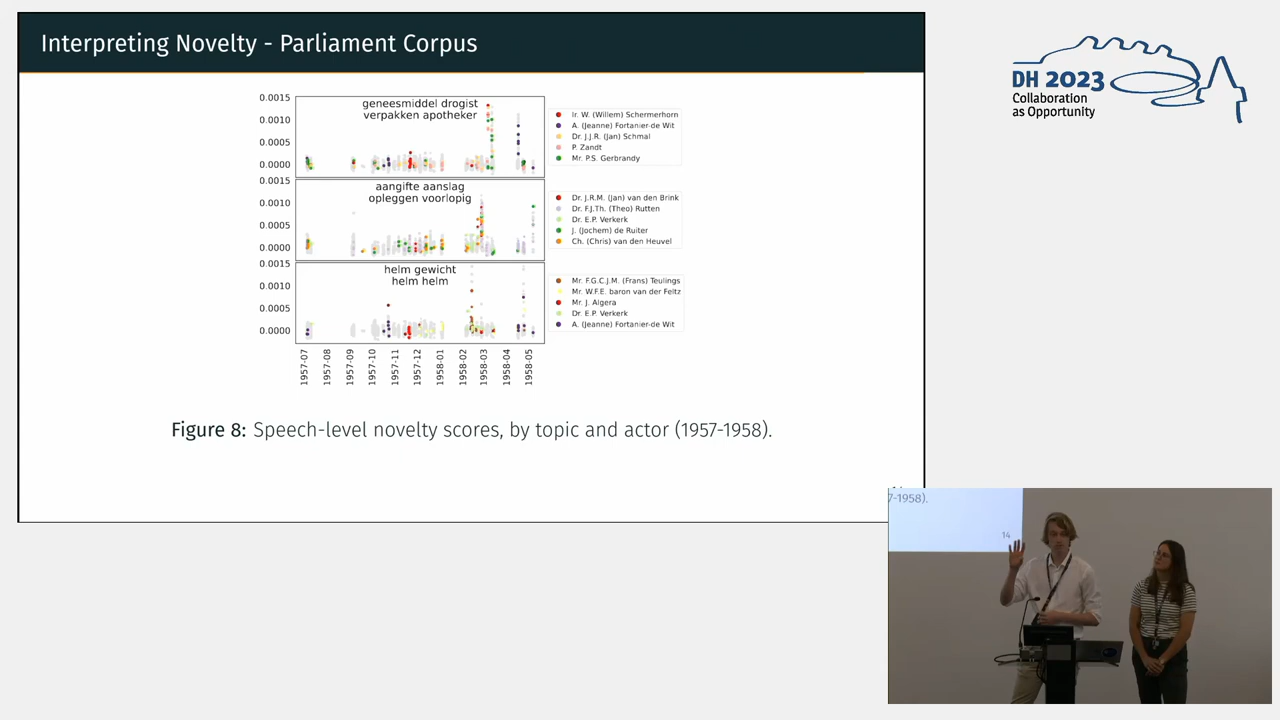 Interpreting Novelty - Parliament Corpus
DH 2023
Collaboration
as Opportunity
0.0015
0.0010
0.0005
0.0000
geneesmiddel drogist
verpakken apotheker
Ir. W. (Willem) Schermerhorn
A. (Jeanne) Fortanier-de Wit
Dr. J.J.R. (Jan) Schmal
P. Zandt
Mr. P.S. Gerbrandy
0.0015
0.0010
0.0005
0.0000
aangifte aanslag
opleggen voorlopig
Dr. J.R.M. (Jan) van den Brink
Dr. F.J.Th. (Theo) Rutten
Dr. E.P. Verkerk
J. (Jochem) de Ruiter
Ch. (Chris) van den Heuvel
0.0015
0.0010
0.0005
0.0000
helm gewicht
helm helm
Mr. F.G.C.J.M. (Frans) Teulings
Mr. W.F.E. baron van der Feltz
Mr. J. Algera
Dr. E.P. Verkerk
A. (Jeanne) Fortanier-de Wit
1957-07
1957-08
1957-09
1957-10
1957-11
1957-12
1958-01
1958-02
1958-03
1958-04
1958-05
Figure 8: Speech-level novelty scores, by topic and actor (1957-1958).
7-1958).
14